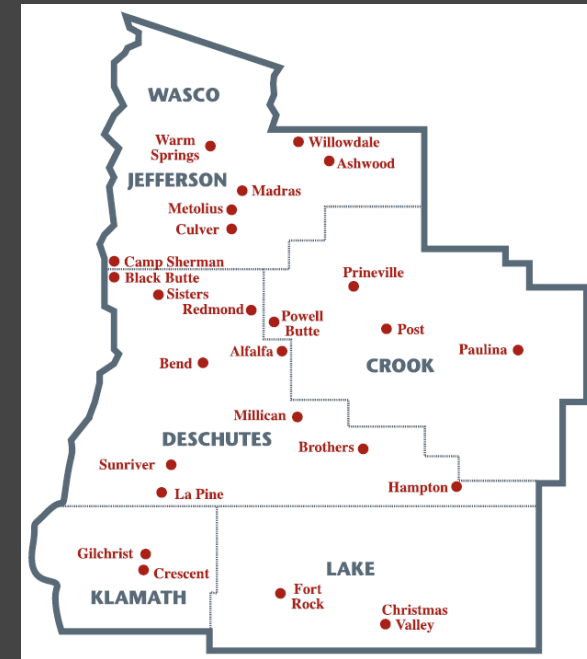 WASCO
Warm
Springs
Willowdale
Ashwood
JEFFERSON
Madras
Metolius
Culver
Camp Sherman
Black Butte
Sisters
Prineville
Redmond
Powell
Butte
Post
Alfalfa
Paulina
Bend
CROOK
Millican
DESCHUTES
Brothers
Sunriver
La Pine
Hampton
Gilchrist
Crescent
LAKE
KLAMATH
Fort
Rock
Christmas
Valley